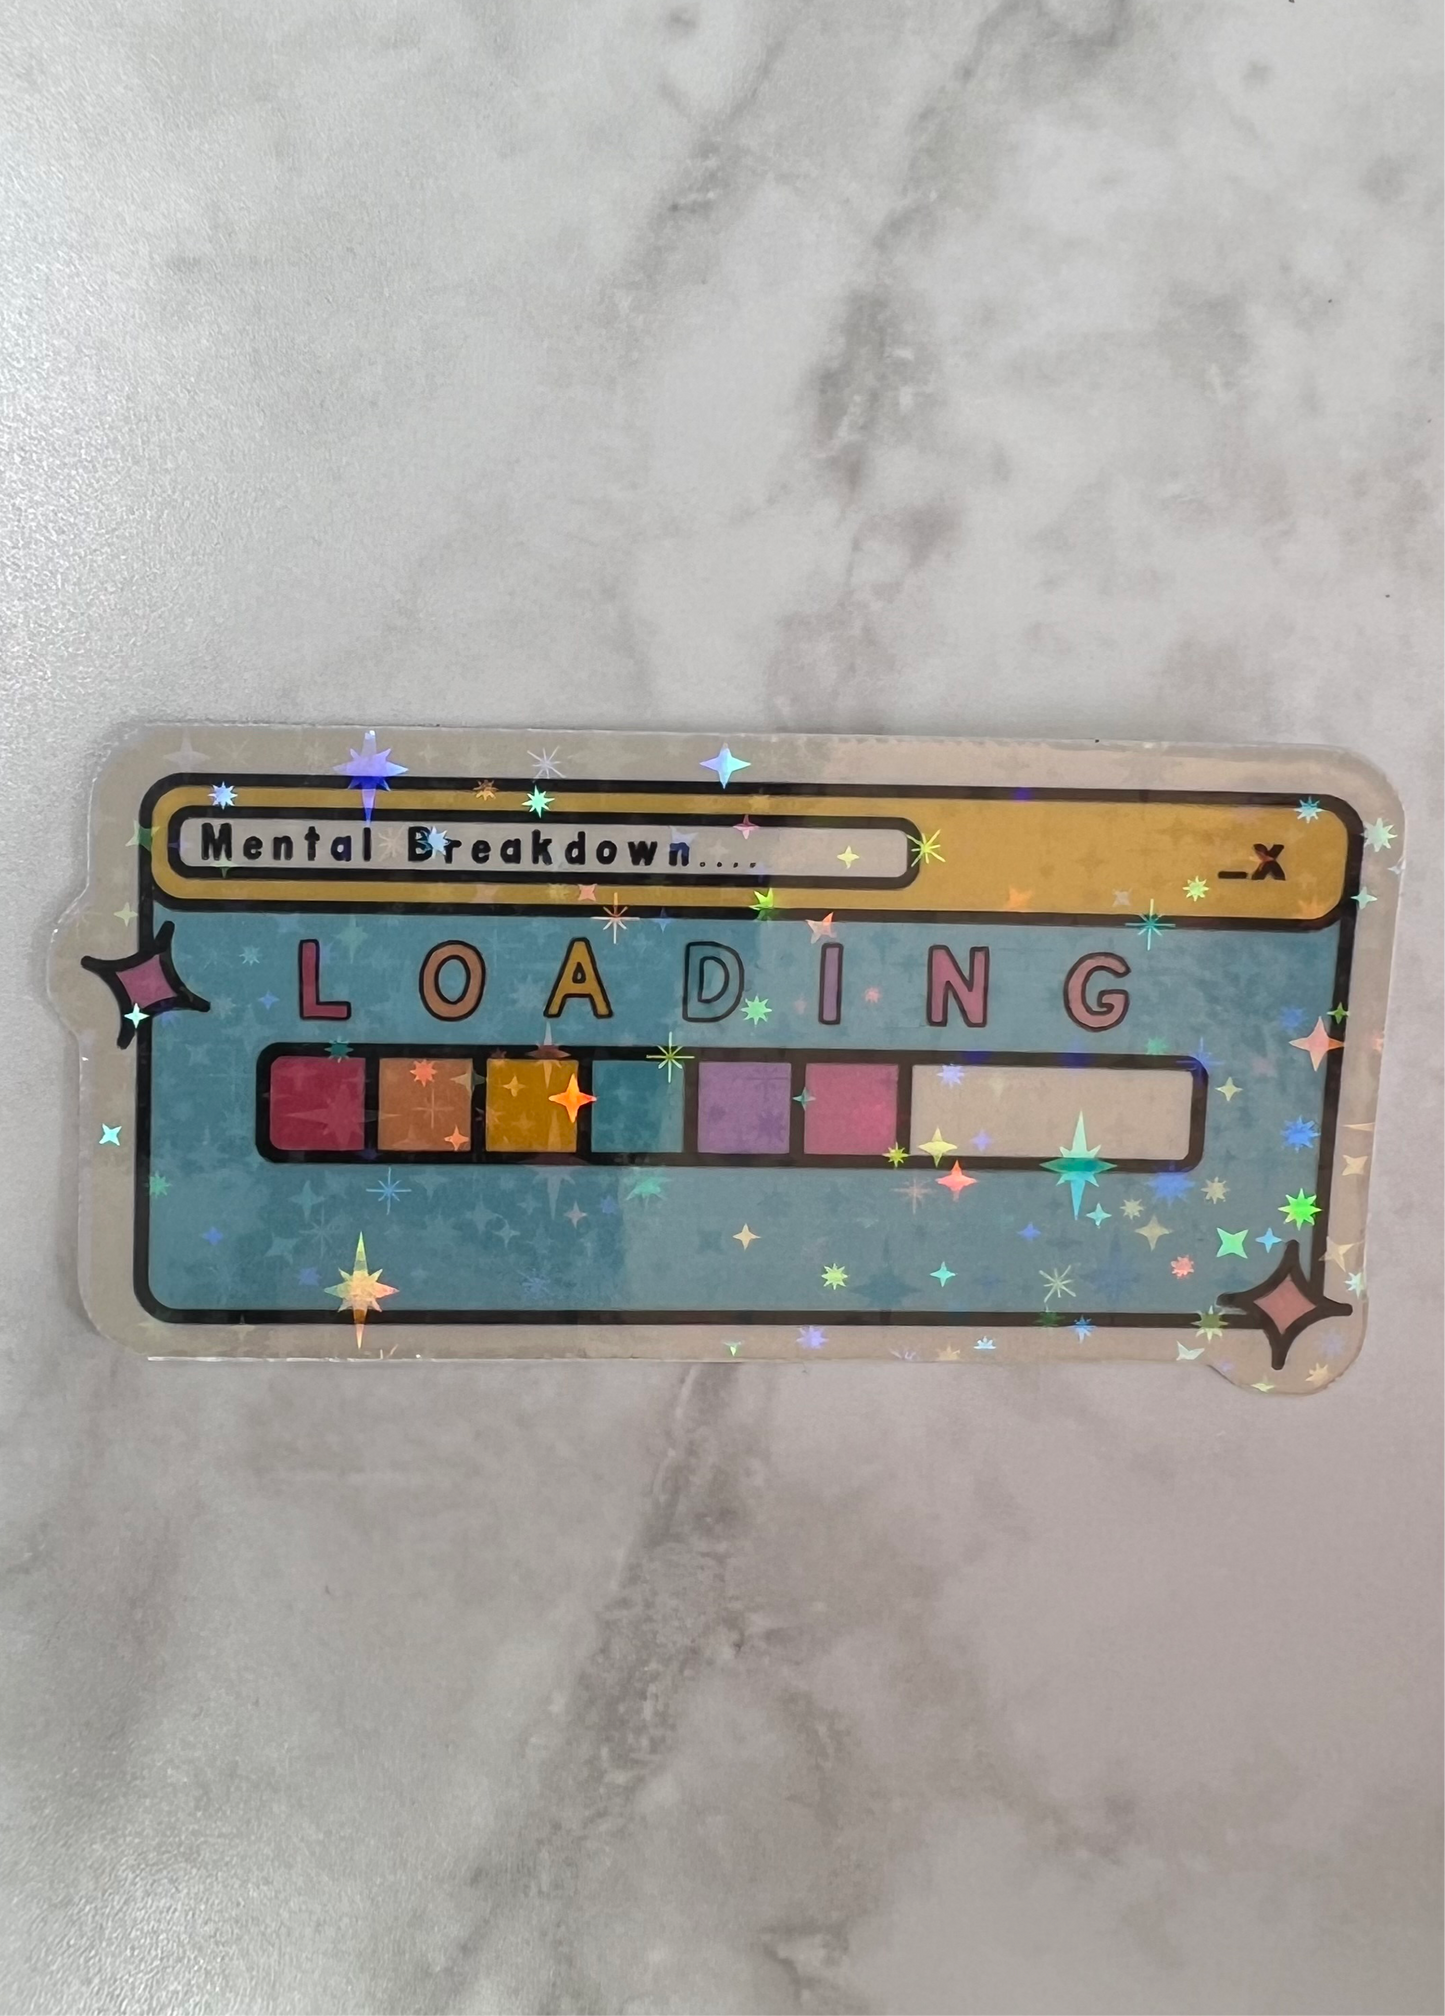 Mental Breakdown....
_X
LOADING